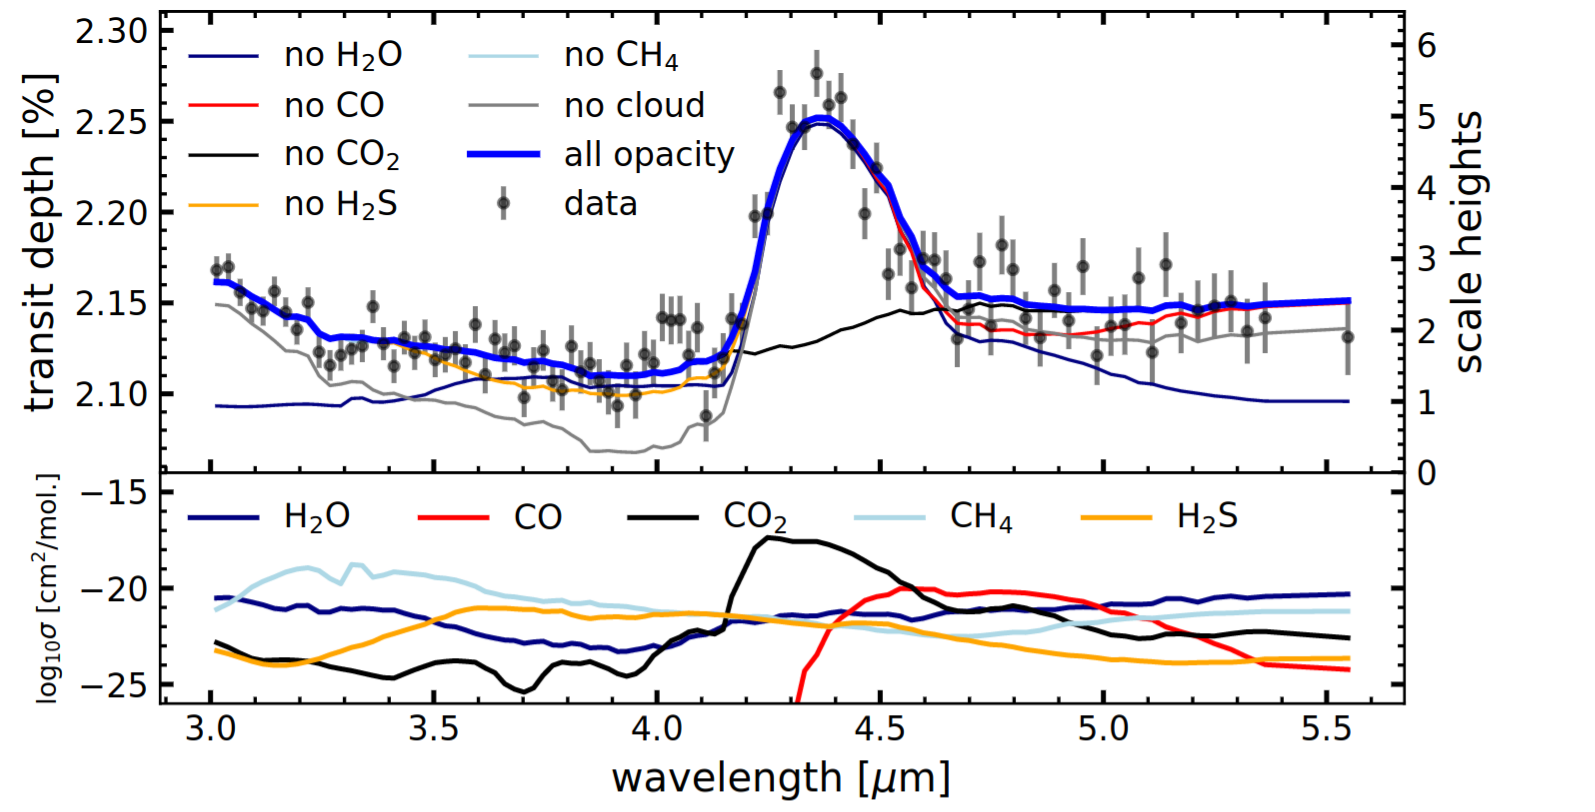 2.30
2.25
2.20
2.15
2.10
transit depth [%]
no H₂O
no CH₄
no CO
no cloud
no CO₂
all opacity
no H₂S
data
6
5
4
3
2
1
0
scale heights
−15
−20
−25
log₁₀σ [cm²/mol.]
H₂O
CO
CO₂
CH₄
H₂S
3.0
3.5
4.0
4.5
5.0
5.5
wavelength [μm]